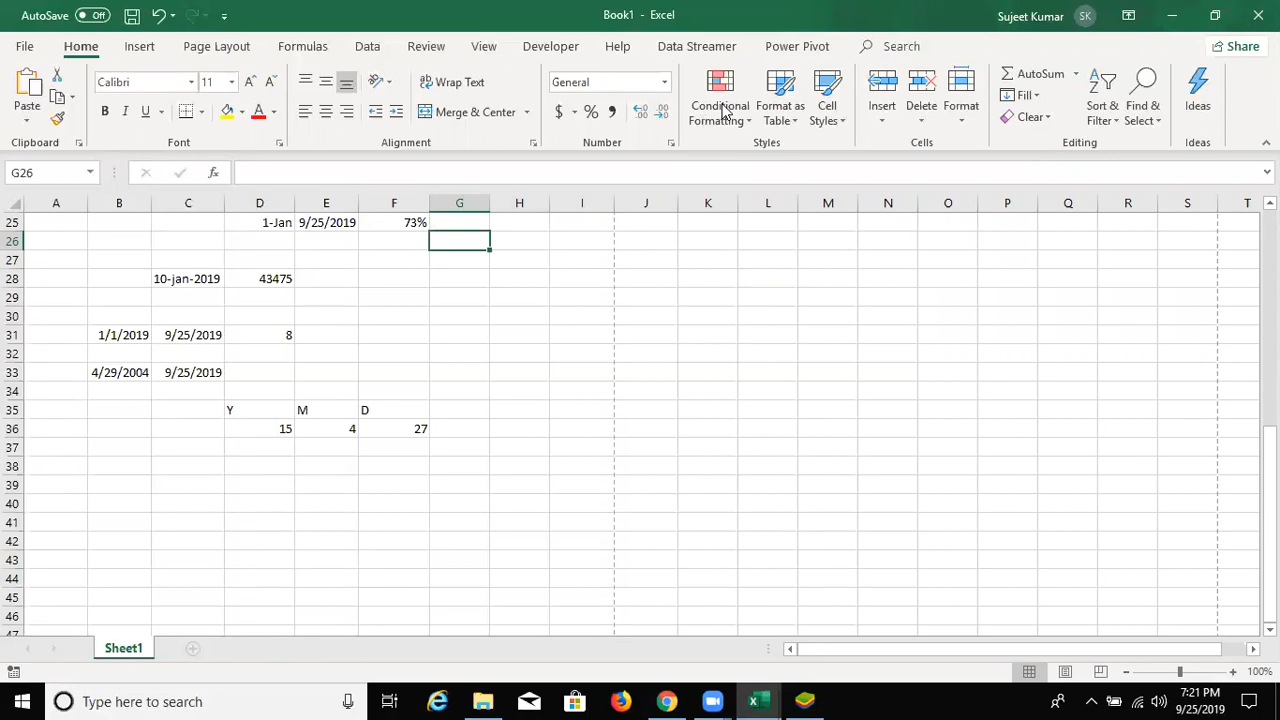 AutoSave Off
Book1 - Excel
Sujeet Kumar SK
File Home Insert Page Layout Formulas Data Review View Developer Help Data Streamer Power Pivot Search Share
Paste
Calibri 11
B I U
Wrap Text
Merge & Center
General
$ % ,
Conditional Formatting
Format as Table
Cell Styles
Insert Delete Format
AutoSum
Fill
Clear
Sort & Filter
Find & Select
Ideas
Clipboard Font Alignment Number Styles Cells Editing Ideas
G26 fx
A B C D E F G H I J K L M N O P Q R S T
25 1-Jan 9/25/2019 73%
26
27
28 10-jan-2019 43475
29
30
31 1/1/2019 9/25/2019 8
32
33 4/29/2004 9/25/2019
34
35 Y M D
36 15 4 27
37
38
39
40
41
42
43
44
45
46
47
Sheet1
100%
Type here to search
7:21 PM
9/25/2019